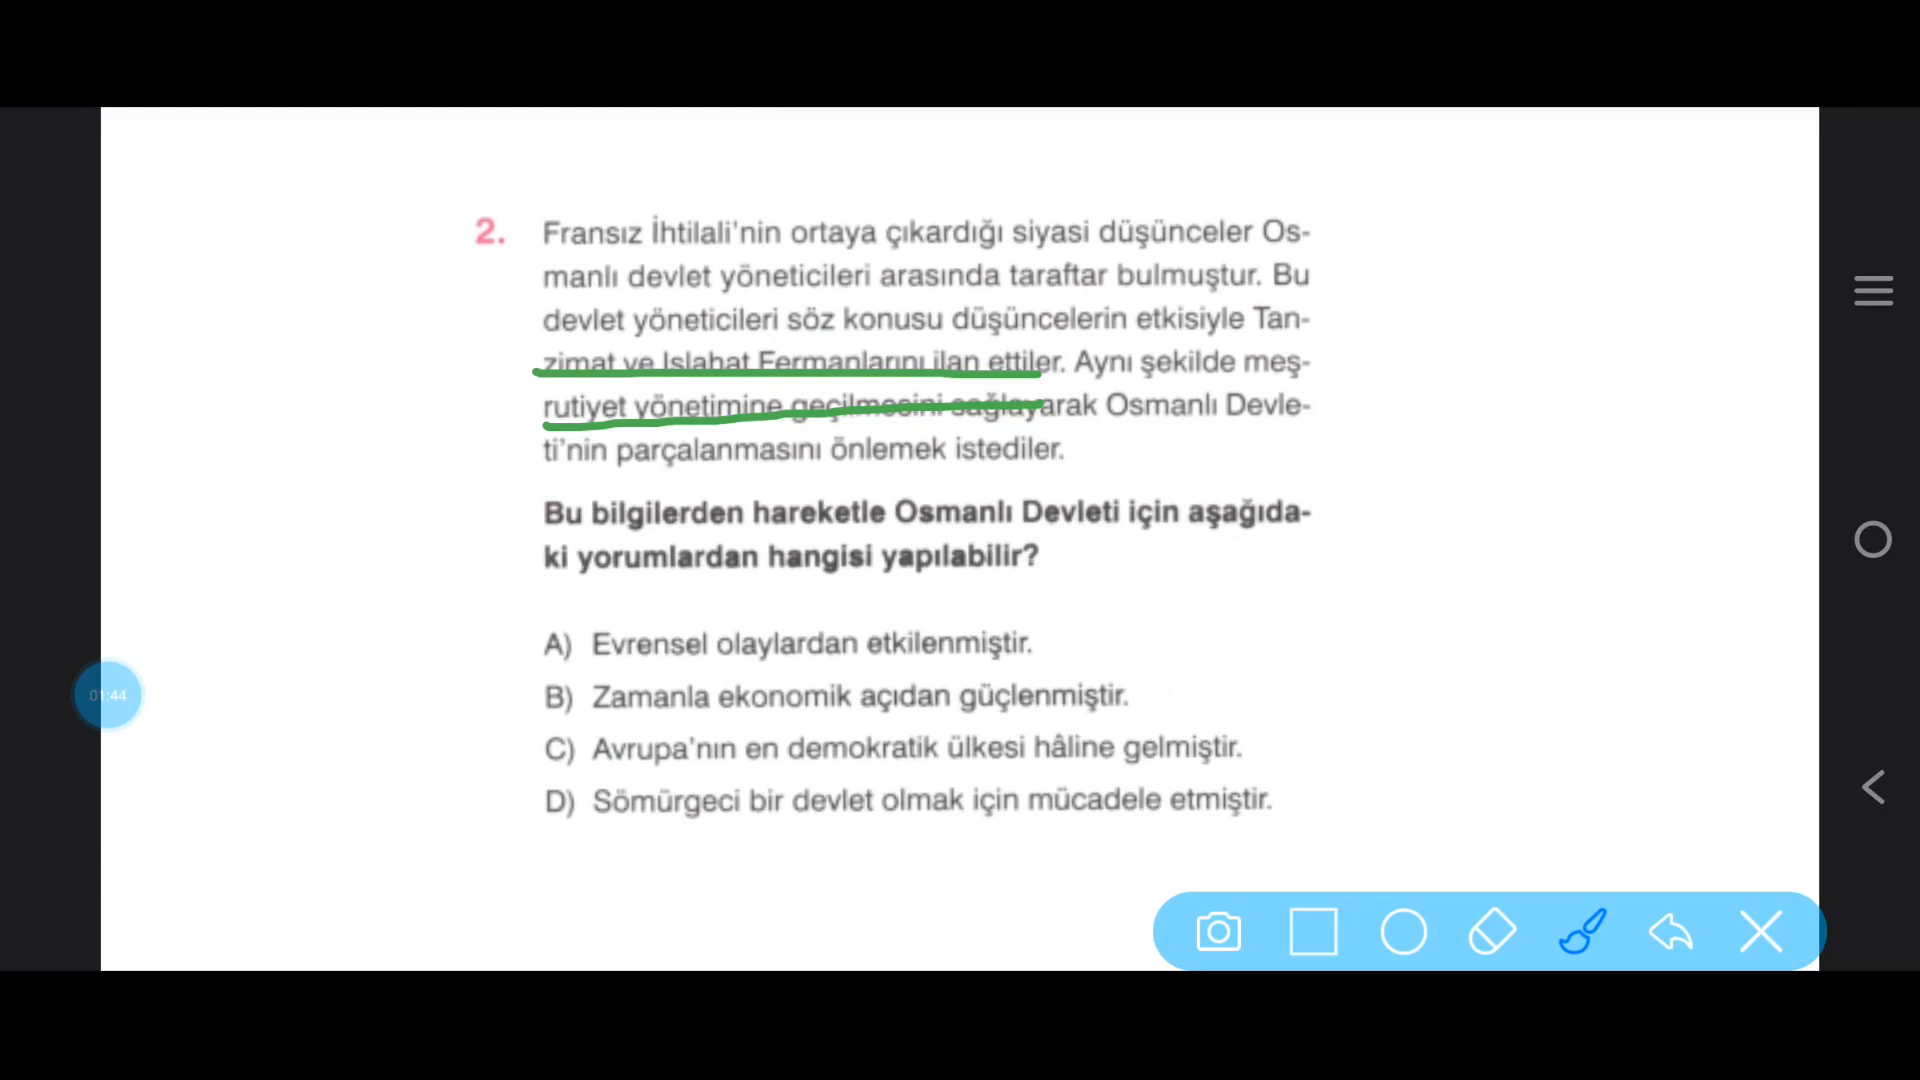 2. Fransız İhtilali'nin ortaya çıkardığı siyasi düşünceler Os-
manlı devlet yöneticileri arasında taraftar bulmuştur. Bu
devlet yöneticileri söz konusu düşüncelerin etkisiyle Tan-
zimat ve Islahat Fermanlarını ilan ettiler. Aynı şekilde meş-
rutiyet yönetimine geçilmesini sağlayarak Osmanlı Devle-
ti'nin parçalanmasını önlemek istediler.
Bu bilgilerden hareketle Osmanlı Devleti için aşağıda-
ki yorumlardan hangisi yapılabilir?
A) Evrensel olaylardan etkilenmiştir.
B) Zamanla ekonomik açıdan güçlenmiştir.
C) Avrupa'nın en demokratik ülkesi hâline gelmiştir.
D) Sömürgeci bir devlet olmak için mücadele etmiştir.
01:44